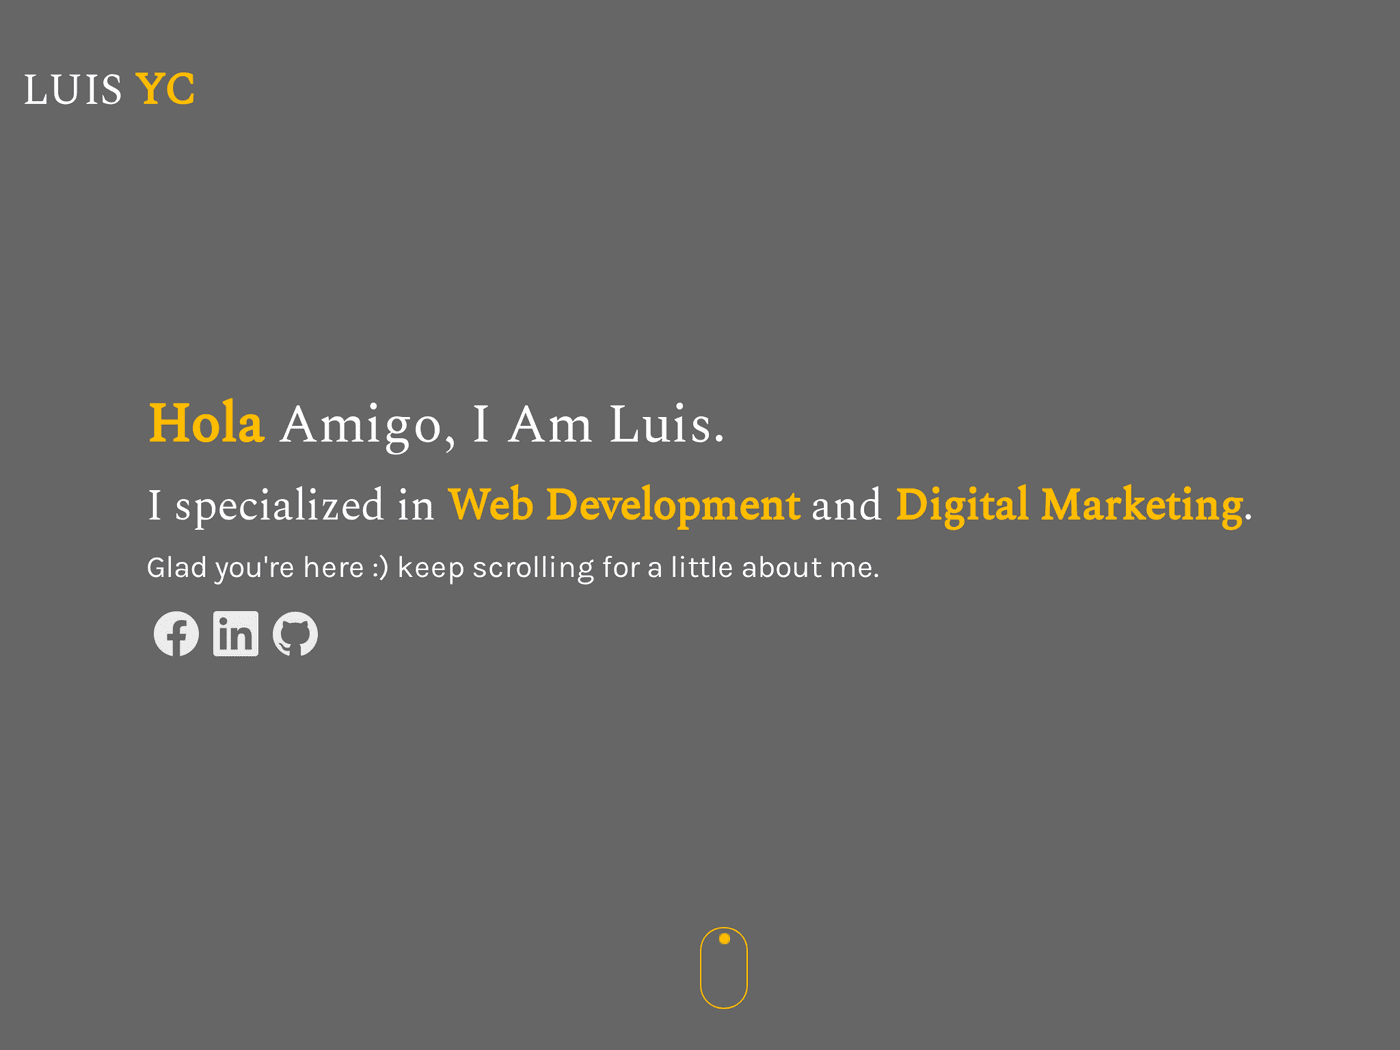 LUIS YC
Hola Amigo, I Am Luis.
I specialized in Web Development and Digital Marketing.
Glad you're here :) keep scrolling for a little about me.